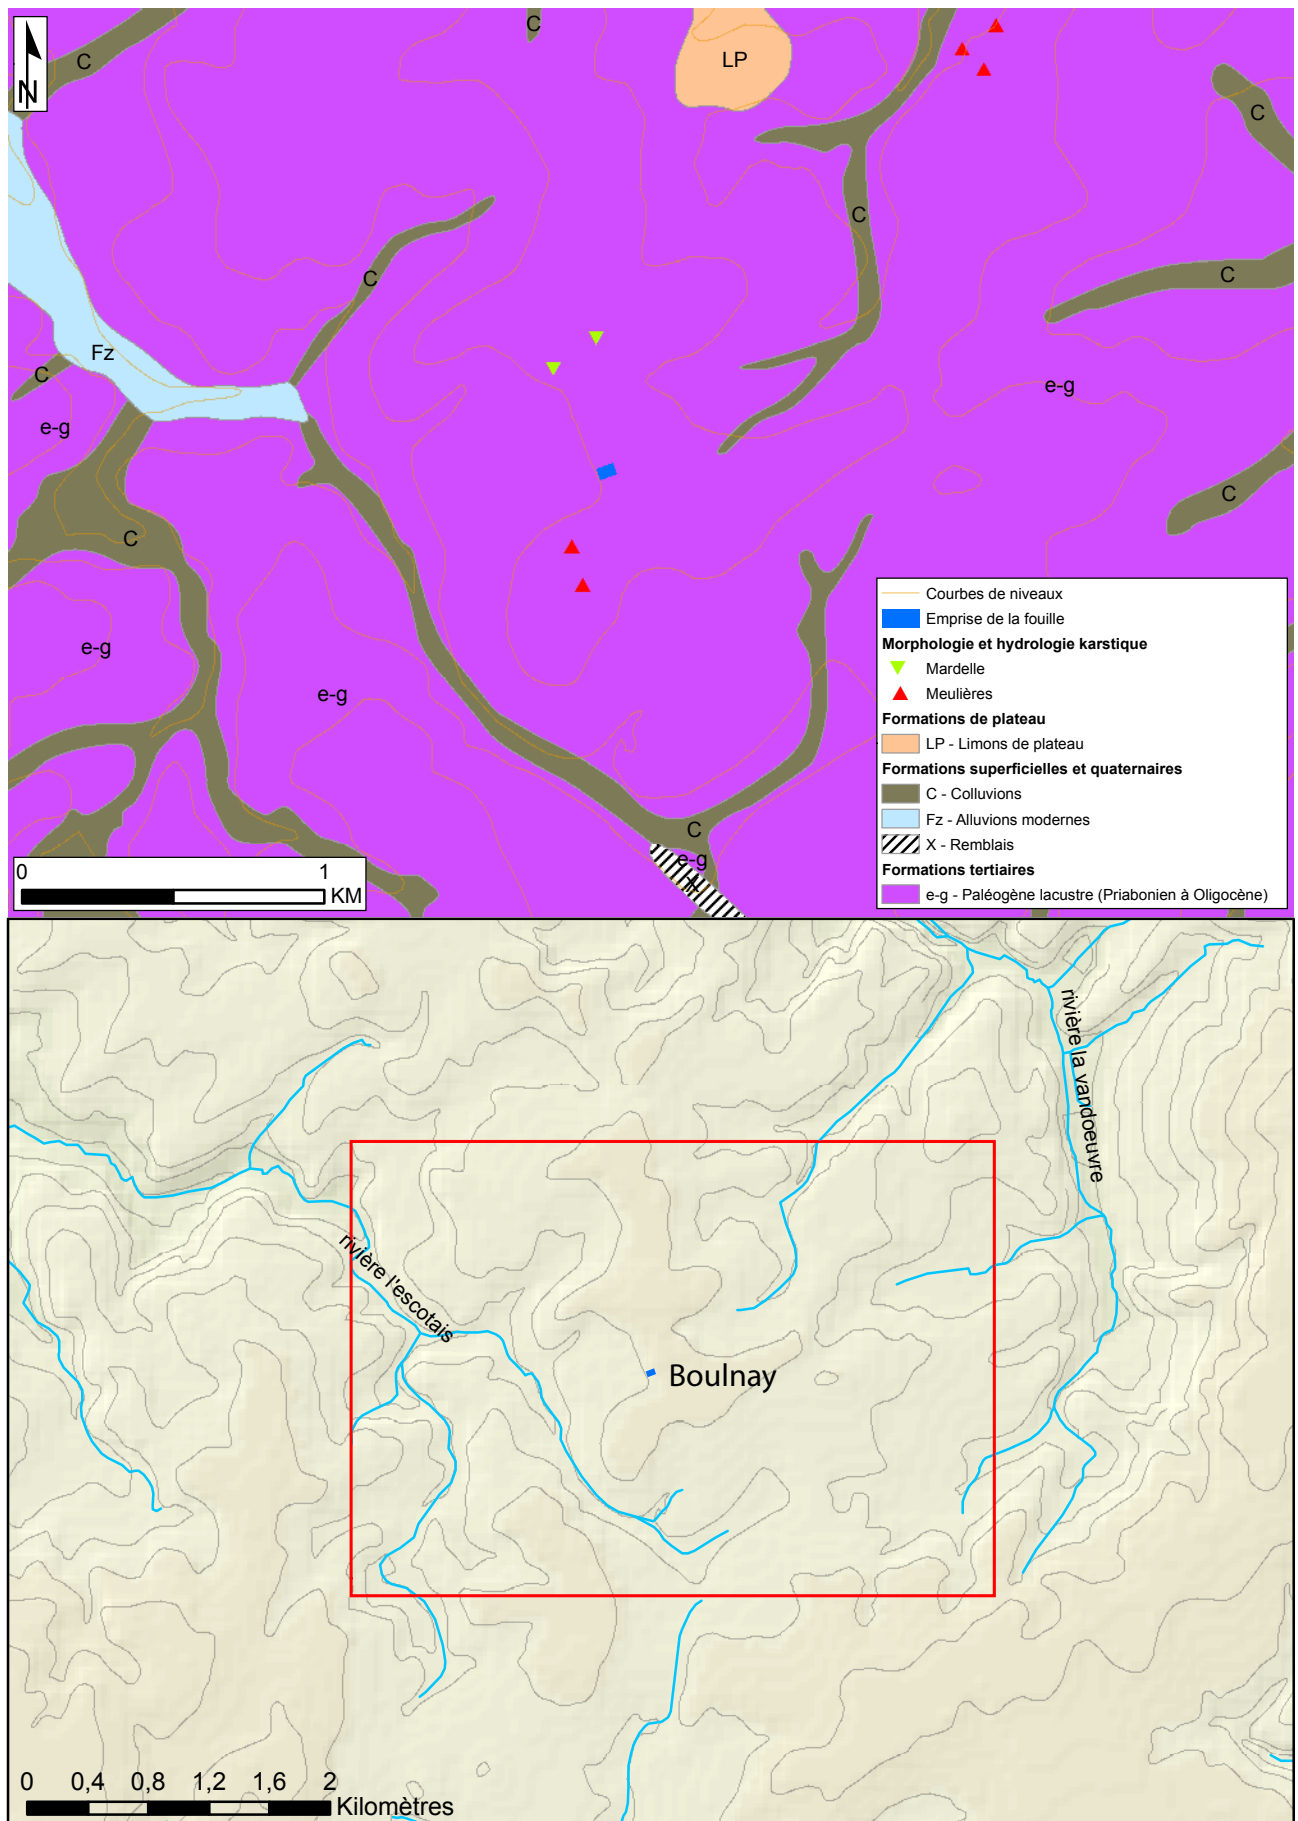 N
C
C
LP
C
C
C
C
Fz
C
e-g
e-g
C
C
e-g
e-g
C
e-g
X
Courbes de niveaux
Emprise de la fouille
Morphologie et hydrologie karstique
Mardelle
Meulières
Formations de plateau
LP - Limons de plateau
Formations superficielles et quaternaires
C - Colluvions
Fz - Alluvions modernes
X - Remblais
Formations tertiaires
e-g - Paléogène lacustre (Priabonien à Oligocène)
0 1
KM
rivière la vandoeuvre
rivière l'escotais
Boulnay
0 0,4 0,8 1,2 1,6 2
Kilomètres